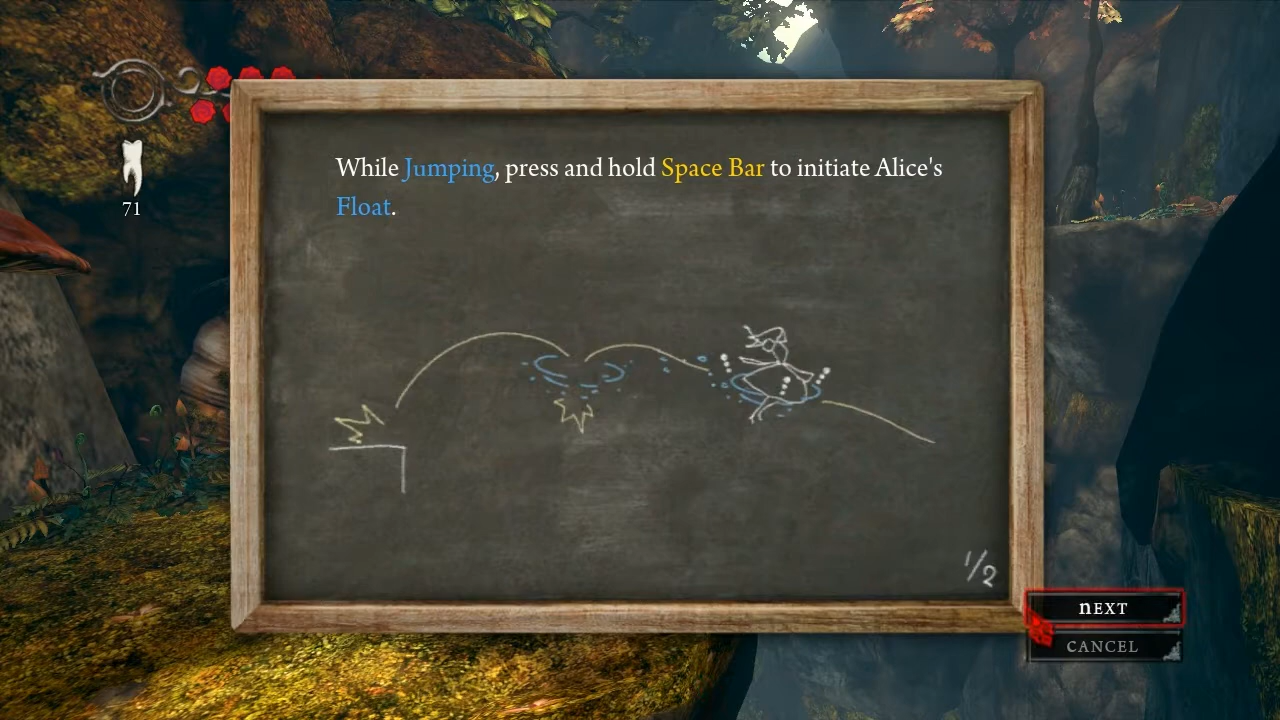 While Jumping, press and hold Space Bar to initiate Alice's
Float.
71
1/2
NEXT
CANCEL